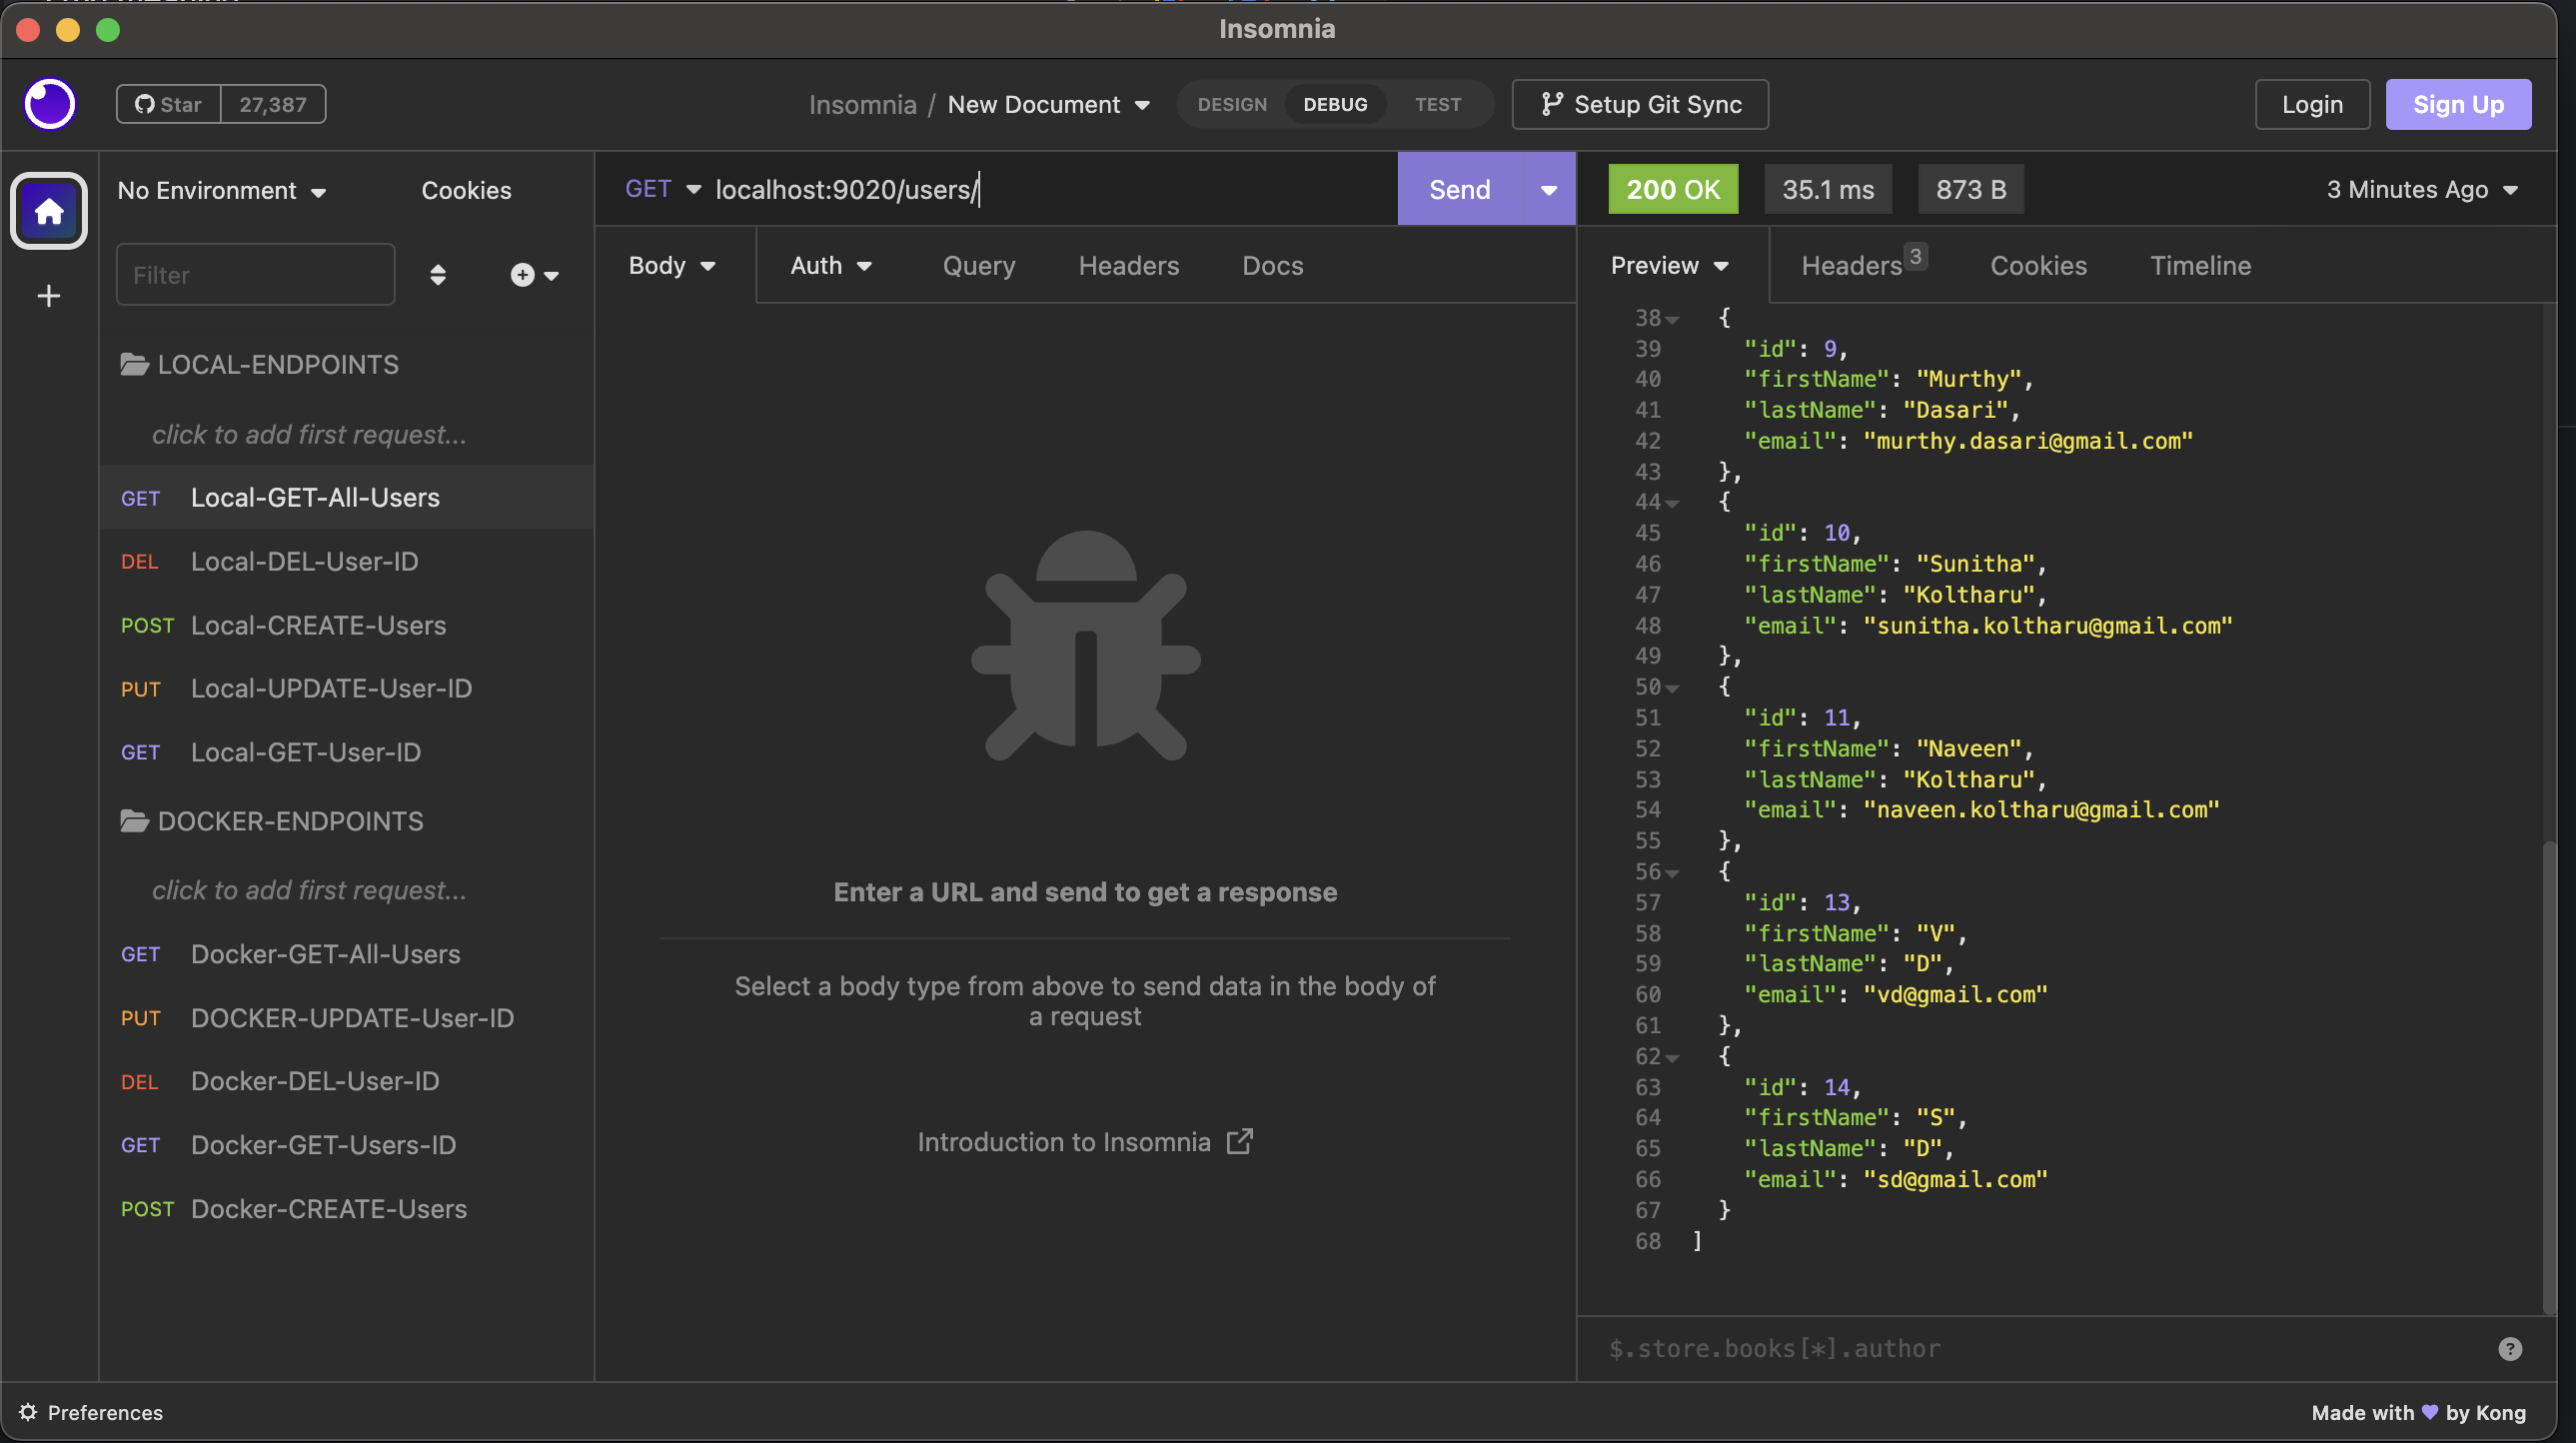 Insomnia
Star 27,387
Insomnia / New Document
DESIGN DEBUG TEST
Setup Git Sync
Login
Sign Up
No Environment
Cookies
Filter
LOCAL-ENDPOINTS
click to add first request...
GET Local-GET-All-Users
DEL Local-DEL-User-ID
POST Local-CREATE-Users
PUT Local-UPDATE-User-ID
GET Local-GET-User-ID
DOCKER-ENDPOINTS
click to add first request...
GET Docker-GET-All-Users
PUT DOCKER-UPDATE-User-ID
DEL Docker-DEL-User-ID
GET Docker-GET-Users-ID
POST Docker-CREATE-Users
GET localhost:9020/users/
Send
Body Auth Query Headers Docs
Enter a URL and send to get a response
Select a body type from above to send data in the body of
a request
Introduction to Insomnia
200 OK 35.1 ms 873 B 3 Minutes Ago
Preview Headers 3 Cookies Timeline
38 {
39 "id": 9,
40 "firstName": "Murthy",
41 "lastName": "Dasari",
42 "email": "murthy.dasari@gmail.com"
43 },
44 {
45 "id": 10,
46 "firstName": "Sunitha",
47 "lastName": "Koltharu",
48 "email": "sunitha.koltharu@gmail.com"
49 },
50 {
51 "id": 11,
52 "firstName": "Naveen",
53 "lastName": "Koltharu",
54 "email": "naveen.koltharu@gmail.com"
55 },
56 {
57 "id": 13,
58 "firstName": "V",
59 "lastName": "D",
60 "email": "vd@gmail.com"
61 },
62 {
63 "id": 14,
64 "firstName": "S",
65 "lastName": "D",
66 "email": "sd@gmail.com"
67 }
68 ]
$.store.books[*].author
Preferences
Made with ♥ by Kong